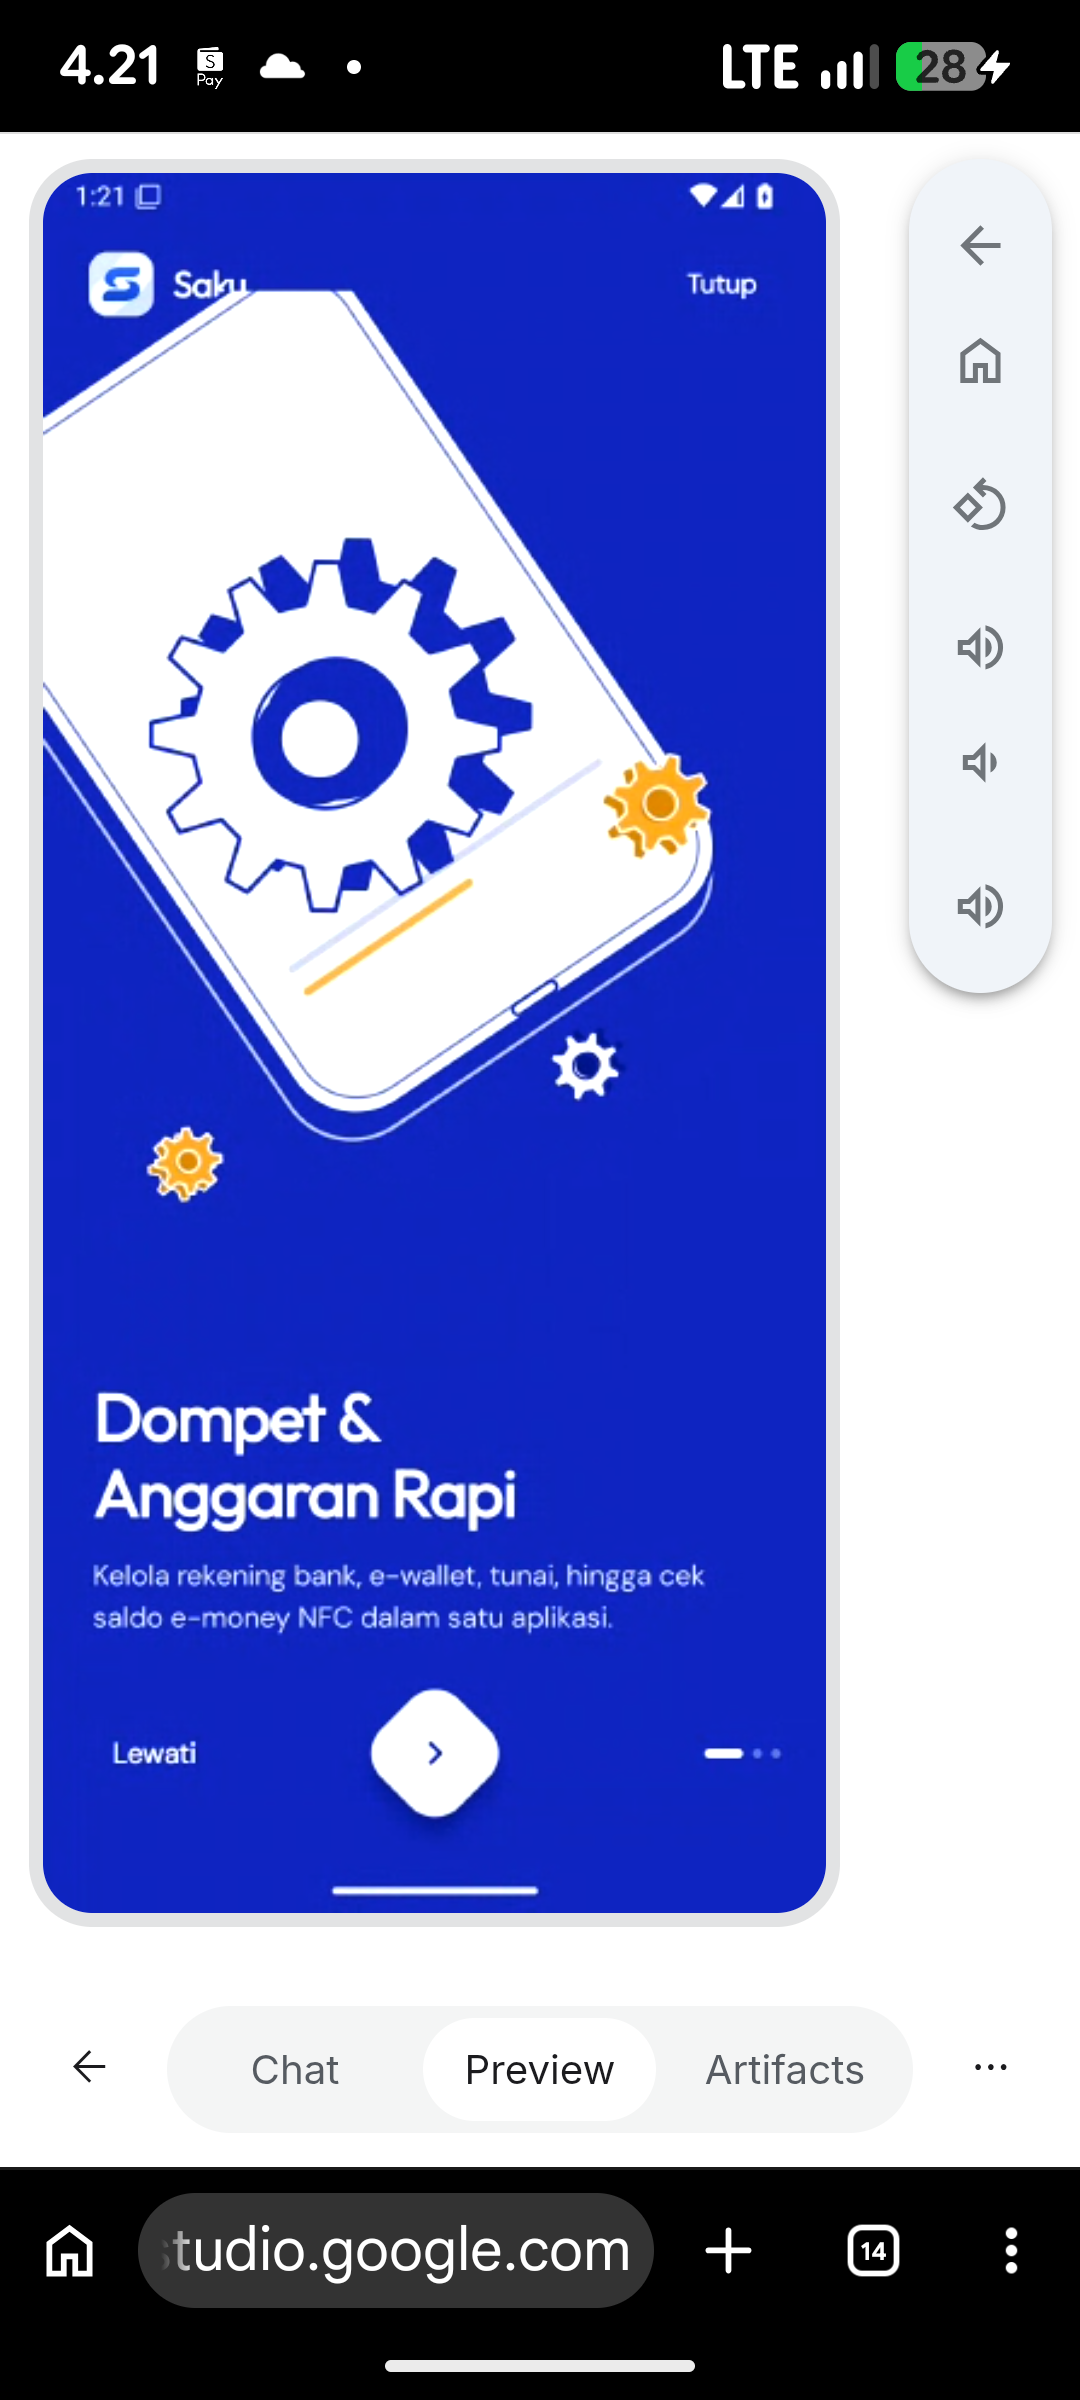 4.21
S
Pay
LTE
28
1:21
Saku
Tutup
Dompet &
Anggaran Rapi
Kelola rekening bank, e-wallet, tunai, hingga cek
saldo e-money NFC dalam satu aplikasi.
Lewati
Chat
Preview
Artifacts
studio.google.com
14